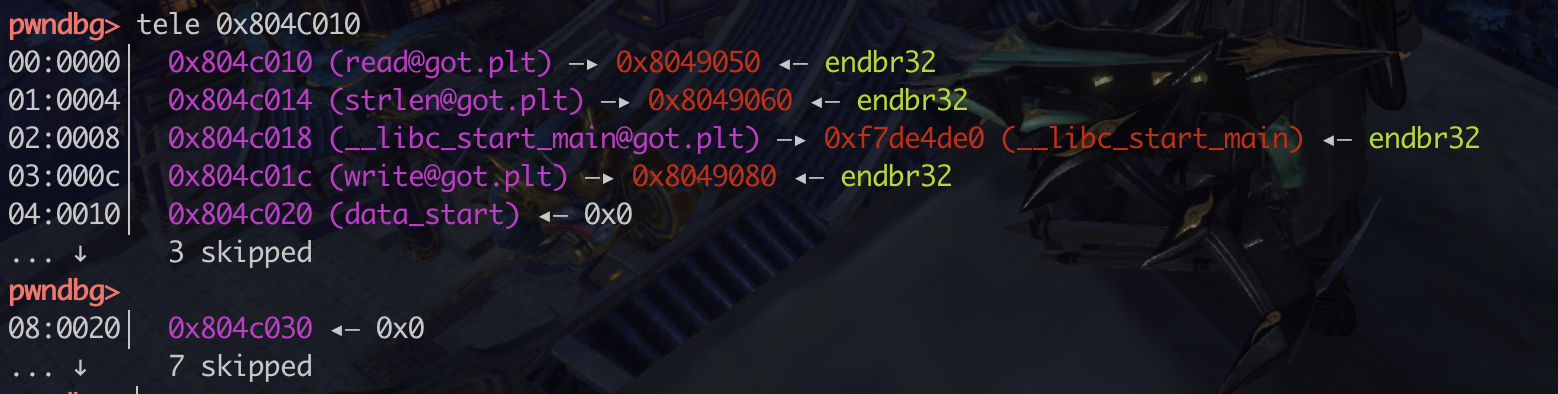 pwndbg> tele 0x804C010
00:0000│ 0x804c010 (read@got.plt) —▸ 0x8049050 ◂— endbr32
01:0004│ 0x804c014 (strlen@got.plt) —▸ 0x8049060 ◂— endbr32
02:0008│ 0x804c018 (__libc_start_main@got.plt) —▸ 0xf7de4de0 (__libc_start_main) ◂— endbr32
03:000c│ 0x804c01c (write@got.plt) —▸ 0x8049080 ◂— endbr32
04:0010│ 0x804c020 (data_start) ◂— 0x0
... ↓ 3 skipped
pwndbg>
08:0020│ 0x804c030 ◂— 0x0
... ↓ 7 skipped